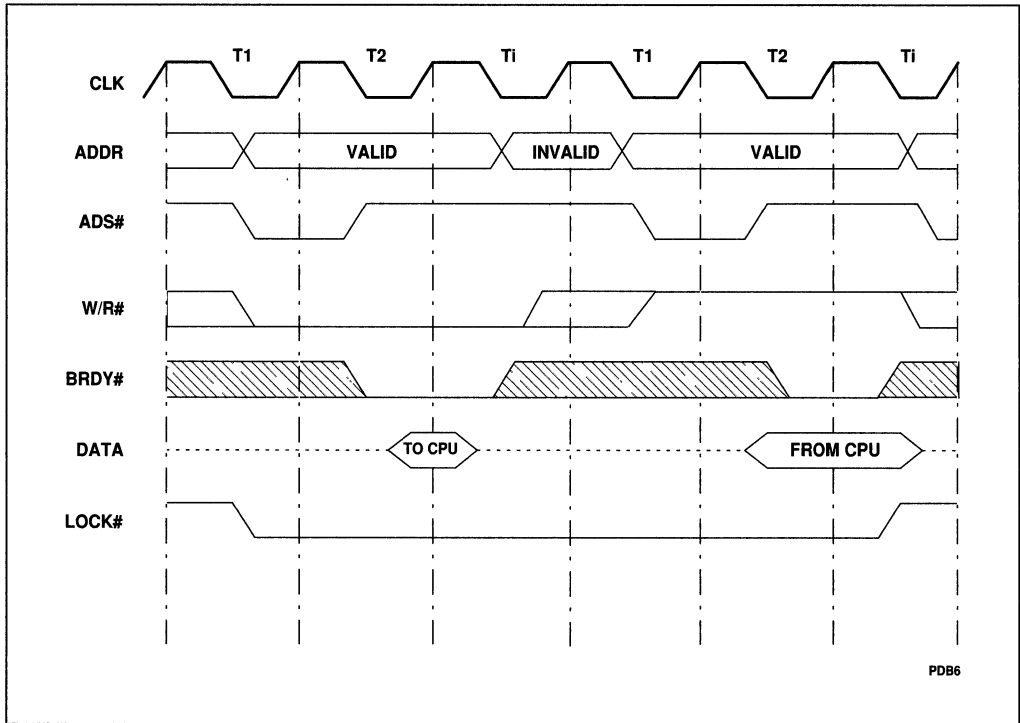 T1 T2 Ti T1 T2 Ti
CLK
ADDR VALID INVALID VALID
ADS#
W/R#
BRDY#
DATA TO CPU FROM CPU
LOCK#
PDB6